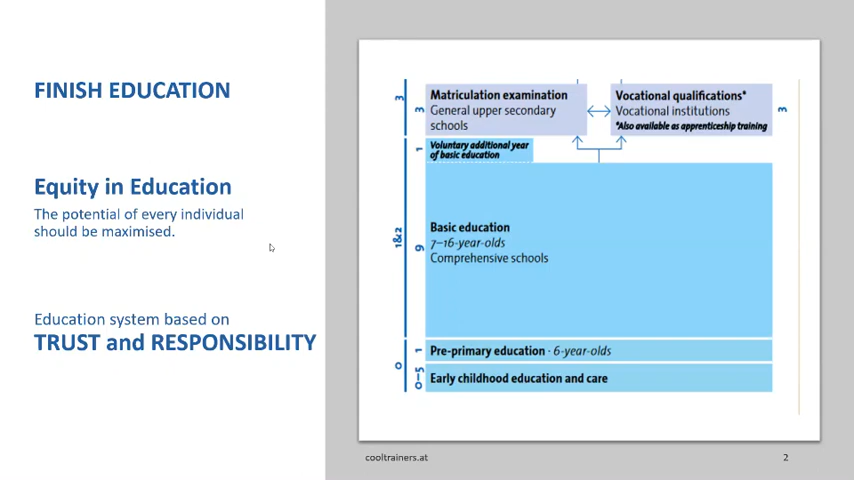 FINISH EDUCATION
Equity in Education
The potential of every individual
should be maximised.
Education system based on
TRUST and RESPONSIBILITY
3
3
Matriculation examination
General upper secondary
schools
Vocational qualifications*
Vocational institutions
*Also available as apprenticeship training
3
1
Voluntary additional year
of basic education
1&2
9
Basic education
7–16-year-olds
Comprehensive schools
0
1
Pre-primary education · 6-year-olds
0–5
Early childhood education and care
cooltrainers.at
2